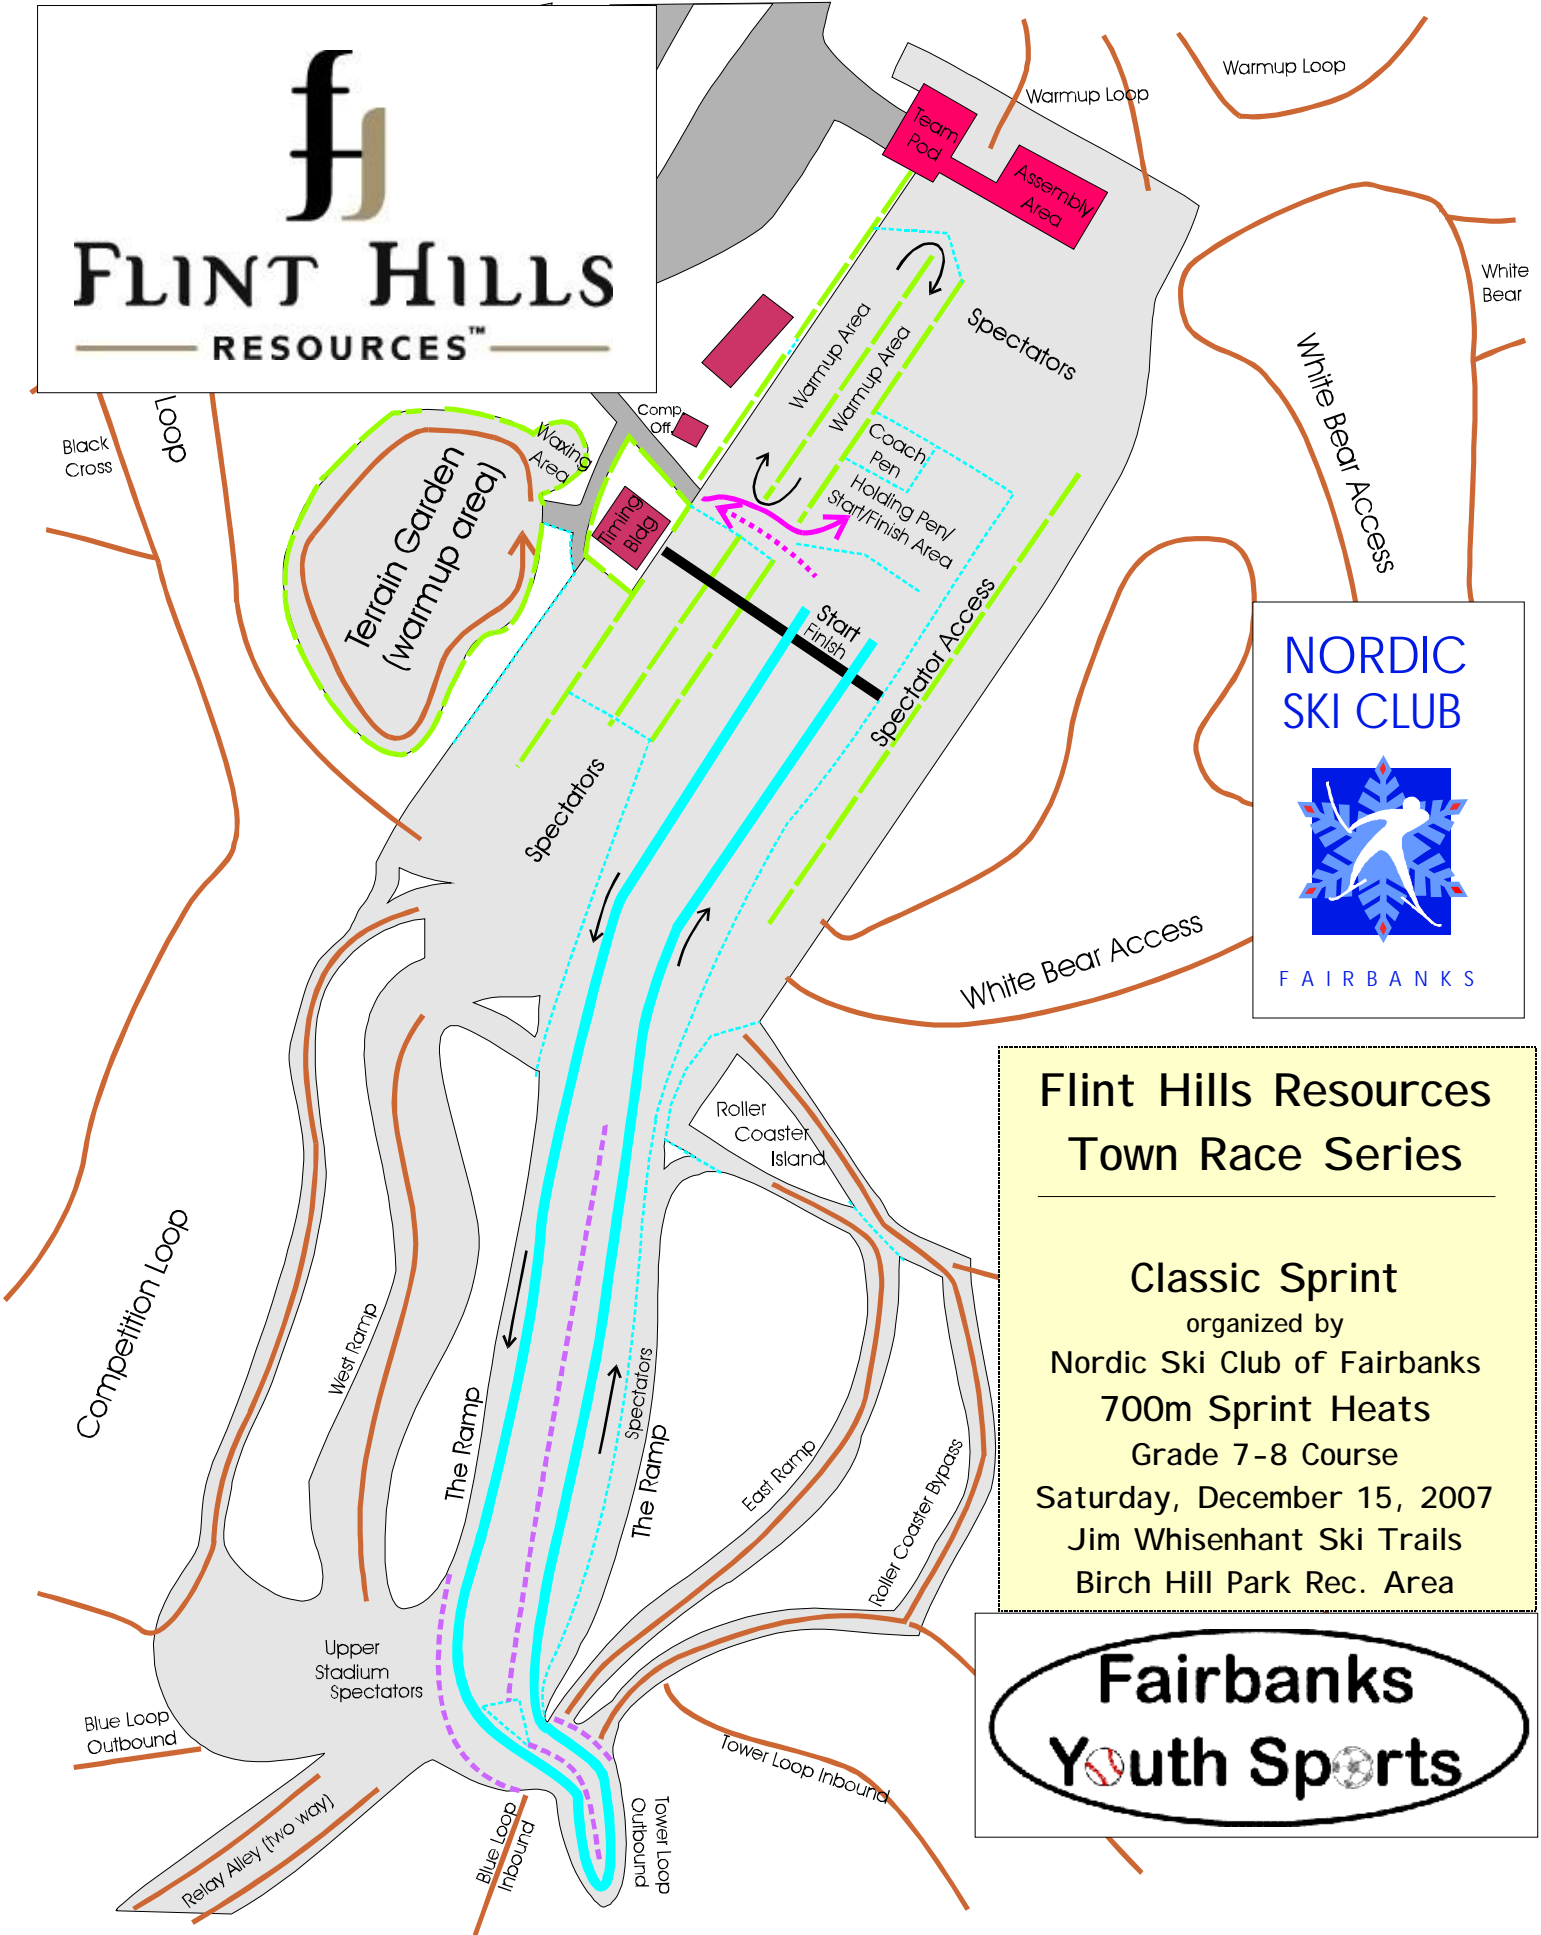 FLINT HILLS
RESOURCES™
Warmup Loop
Warmup Loop
Team
Pod
Assembly
Area
White
Bear
Spectators
Warmup Area
Warmup Area
White Bear Access
Comp.
Off.
Loop
Black
Cross
Waxing
Area
Coach
Pen
Holding Pen/
Start/Finish Area
Terrain Garden
(warmup area)
Timing
Bldg
Start
Finish
Spectator Access
NORDIC
SKI CLUB
FAIRBANKS
Spectators
White Bear Access
Roller
Coaster
Island
Flint Hills Resources
Town Race Series
Classic Sprint
organized by
Nordic Ski Club of Fairbanks
700m Sprint Heats
Grade 7-8 Course
Saturday, December 15, 2007
Jim Whisenhant Ski Trails
Birch Hill Park Rec. Area
Competition Loop
West Ramp
The Ramp
Spectators
The Ramp
East Ramp
Roller Coaster Bypass
Upper
Stadium
Spectators
Blue Loop
Outbound
Tower Loop Inbound
Relay Alley (two way)
Blue Loop
Inbound
Tower Loop
Outbound
Fairbanks
Youth Sports